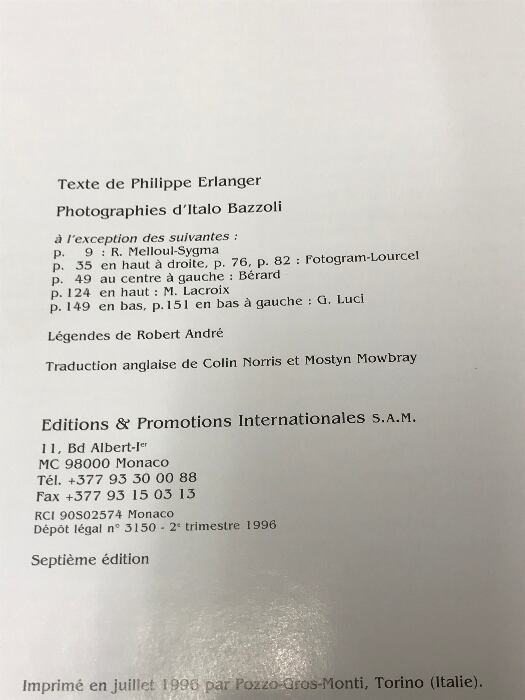 Texte de Philippe Erlanger
Photographies d'Italo Bazzoli
à l'exception des suivantes :
p. 9 : R. Melloul-Sygma
p. 35 en haut à droite, p. 76, p. 82 : Fotogram-Lourcel
p. 49 au centre à gauche : Bérard
p. 124 en haut : M. Lacroix
p. 149 en bas, p.151 en bas à gauche : G. Luci
Légendes de Robert André
Traduction anglaise de Colin Norris et Mostyn Mowbray
Editions & Promotions Internationales S.A.M.
11, Bd Albert-Ier
MC 98000 Monaco
Tél. +377 93 30 00 88
Fax +377 93 15 03 13
RCI 90S02574 Monaco
Dépôt légal n° 3150 - 2e trimestre 1996
Septième édition
Imprimé en juillet 1996 par Pozzo-Gros-Monti, Torino (Italie).